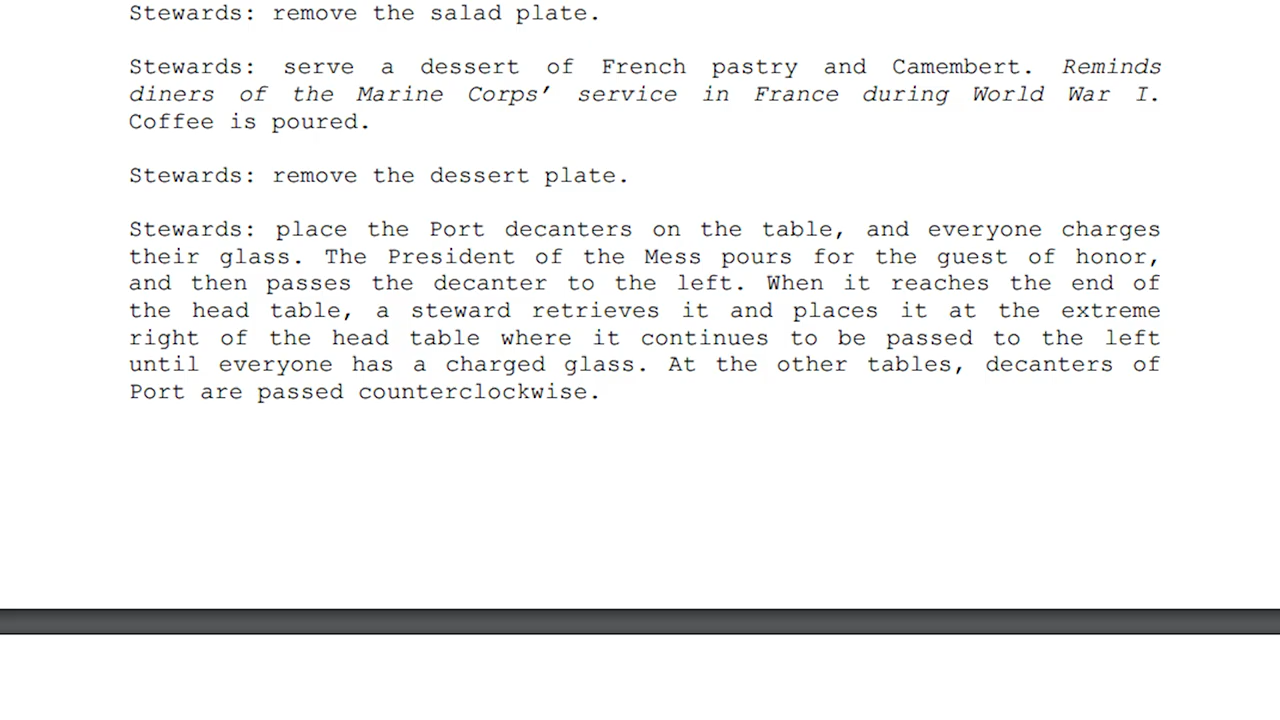 Stewards: remove the salad plate.
Stewards: serve a dessert of French pastry and Camembert. Reminds
diners of the Marine Corps’ service in France during World War I.
Coffee is poured.
Stewards: remove the dessert plate.
Stewards: place the Port decanters on the table, and everyone charges
their glass. The President of the Mess pours for the guest of honor,
and then passes the decanter to the left. When it reaches the end of
the head table, a steward retrieves it and places it at the extreme
right of the head table where it continues to be passed to the left
until everyone has a charged glass. At the other tables, decanters of
Port are passed counterclockwise.